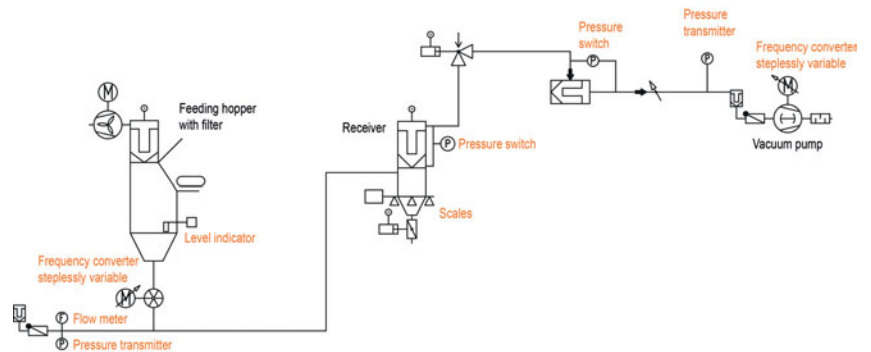 Pressure
switch
Pressure
transmitter
Frequency converter
steplessly variable
M
P
P
M
Feeding hopper
with filter
Receiver
P
Pressure switch
Vacuum pump
Scales
Level indicator
Frequency converter
steplessly variable
M
F
Flow meter
P
Pressure transmitter